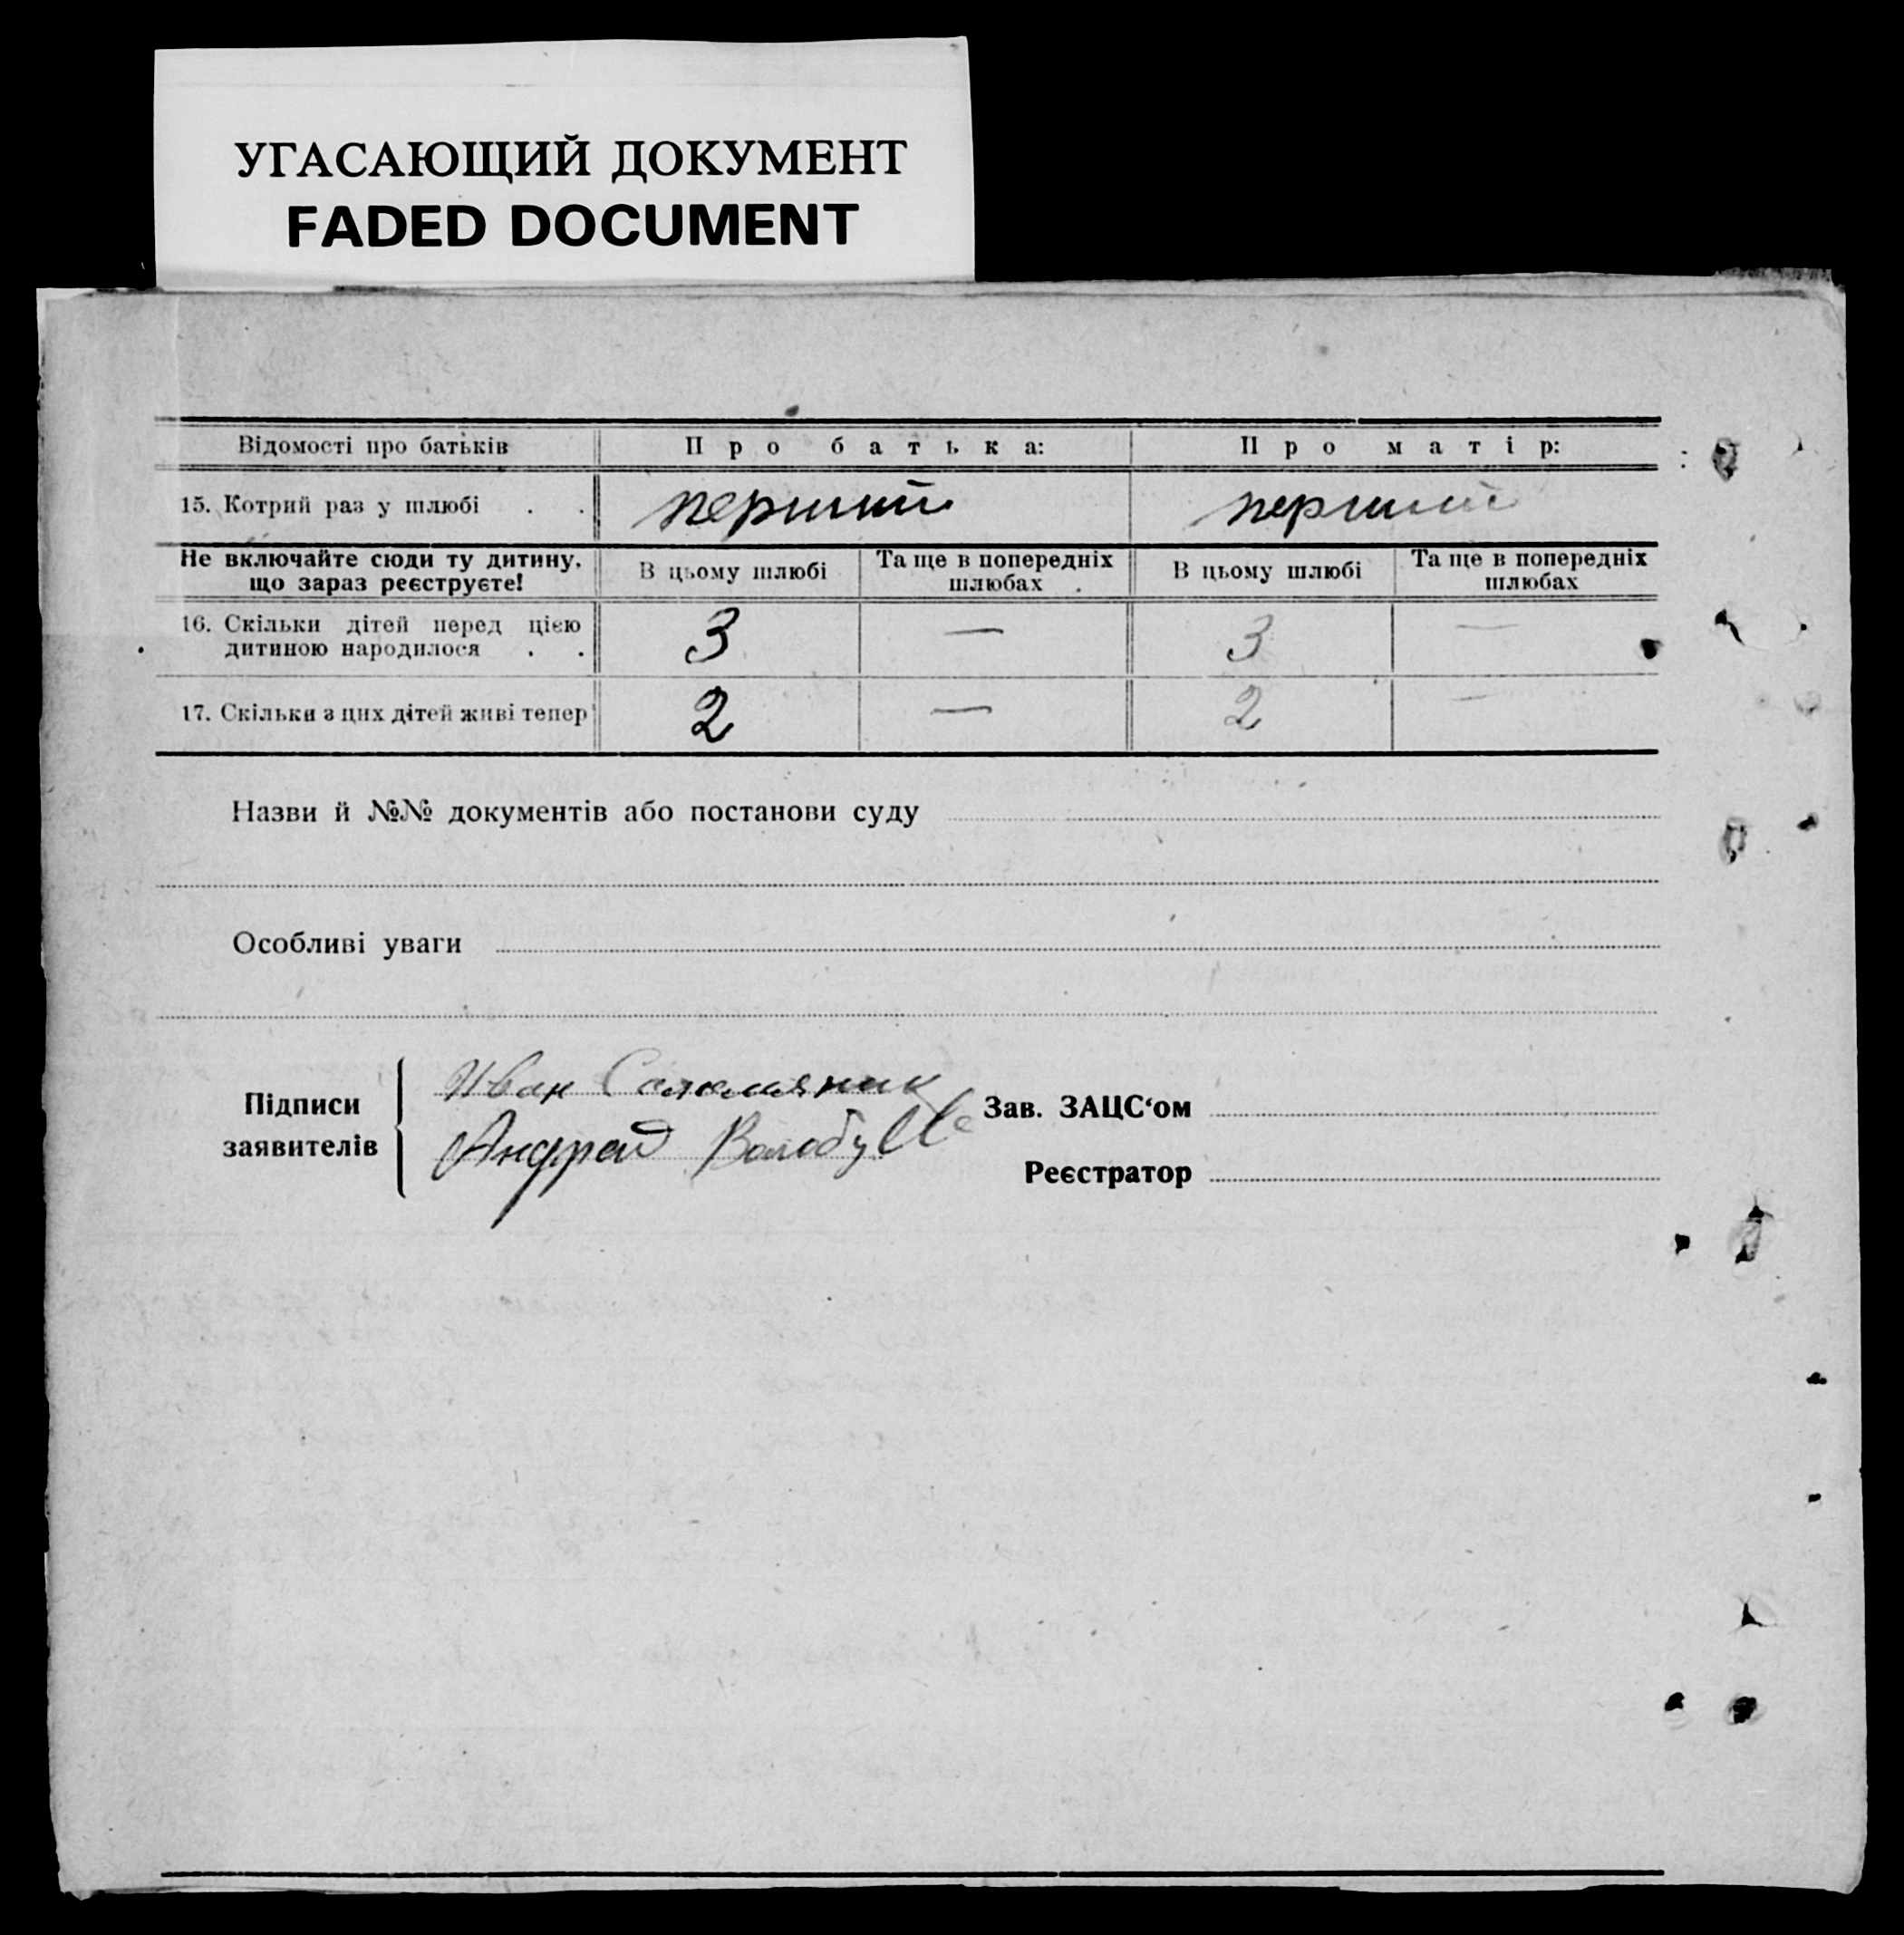 УГАСАЮЩИЙ ДОКУМЕНТ
FADED DOCUMENT
Відомості про батьків Про батька: Про матір:
15. Котрий раз у шлюбі . . перший перший
Не включайте сюди ту дитину, що зараз реєструєте! В цьому шлюбі Та ще в попередніх шлюбах В цьому шлюбі Та ще в попередніх шлюбах
16. Скільки дітей перед цією дитиною народилося . . 3 — 3 —
17. Скільки з цих дітей живі тепер 2 — 2 —
Назви й №№ документів або постанови суду
Особливі уваги
Підписи заявителів
Иван
Андрей
Зав. ЗАЦС‘ом
Реєстратор